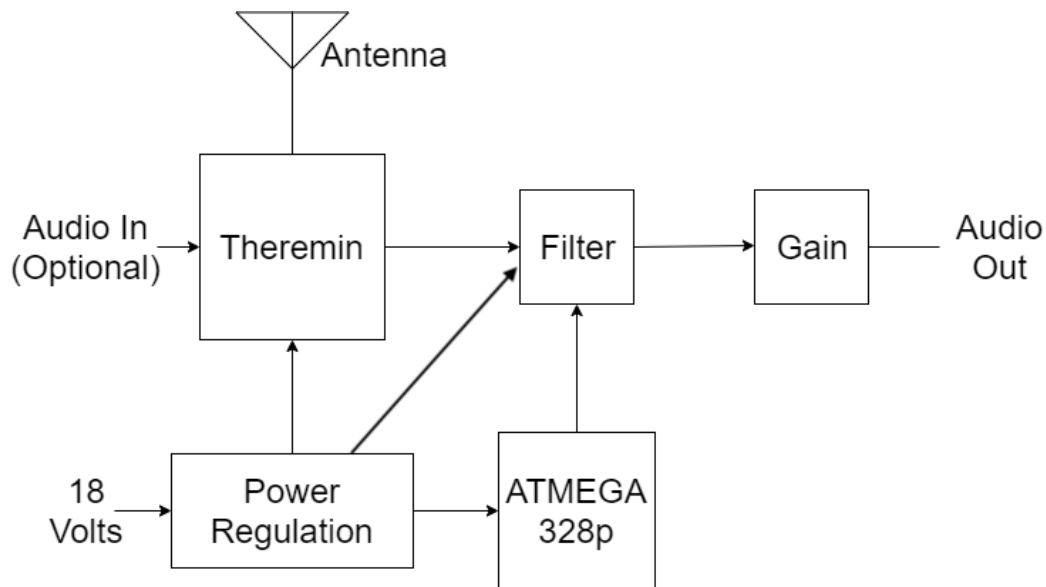 Antenna
Audio In
(Optional)
Theremin
Filter
Gain
Audio
Out
18
Volts
Power
Regulation
ATMEGA
328p